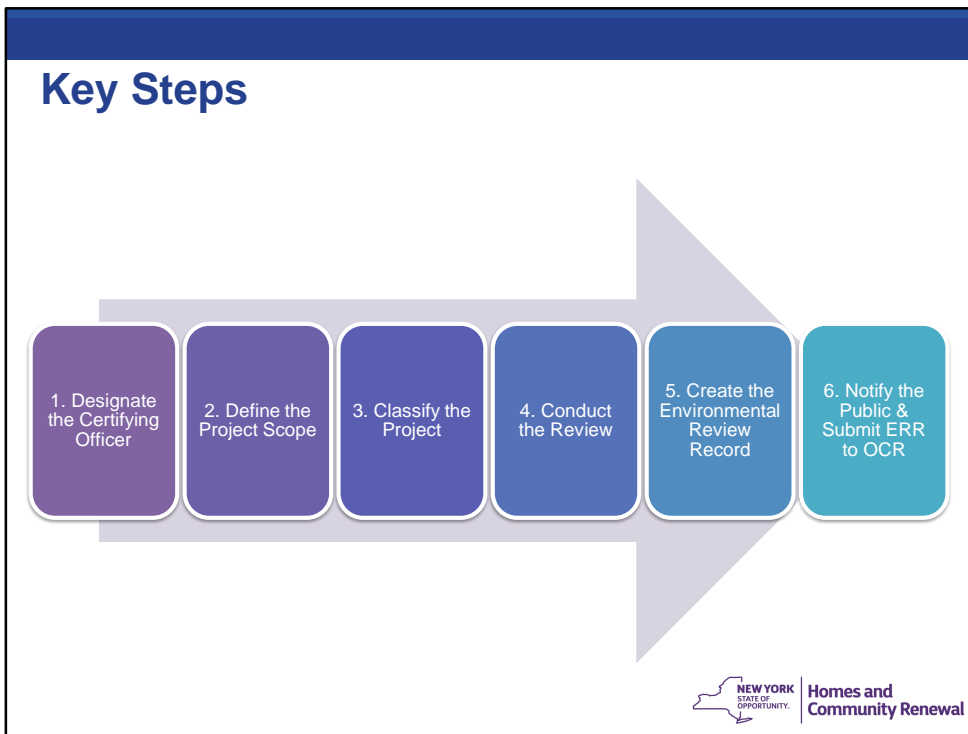 Key Steps
1. Designate
the Certifying
Officer
2. Define the
Project Scope
3. Classify the
Project
4. Conduct
the Review
5. Create the
Environmental
Review
Record
6. Notify the
Public &
Submit ERR
to OCR
NEW YORK
STATE OF
OPPORTUNITY.
Homes and
Community Renewal